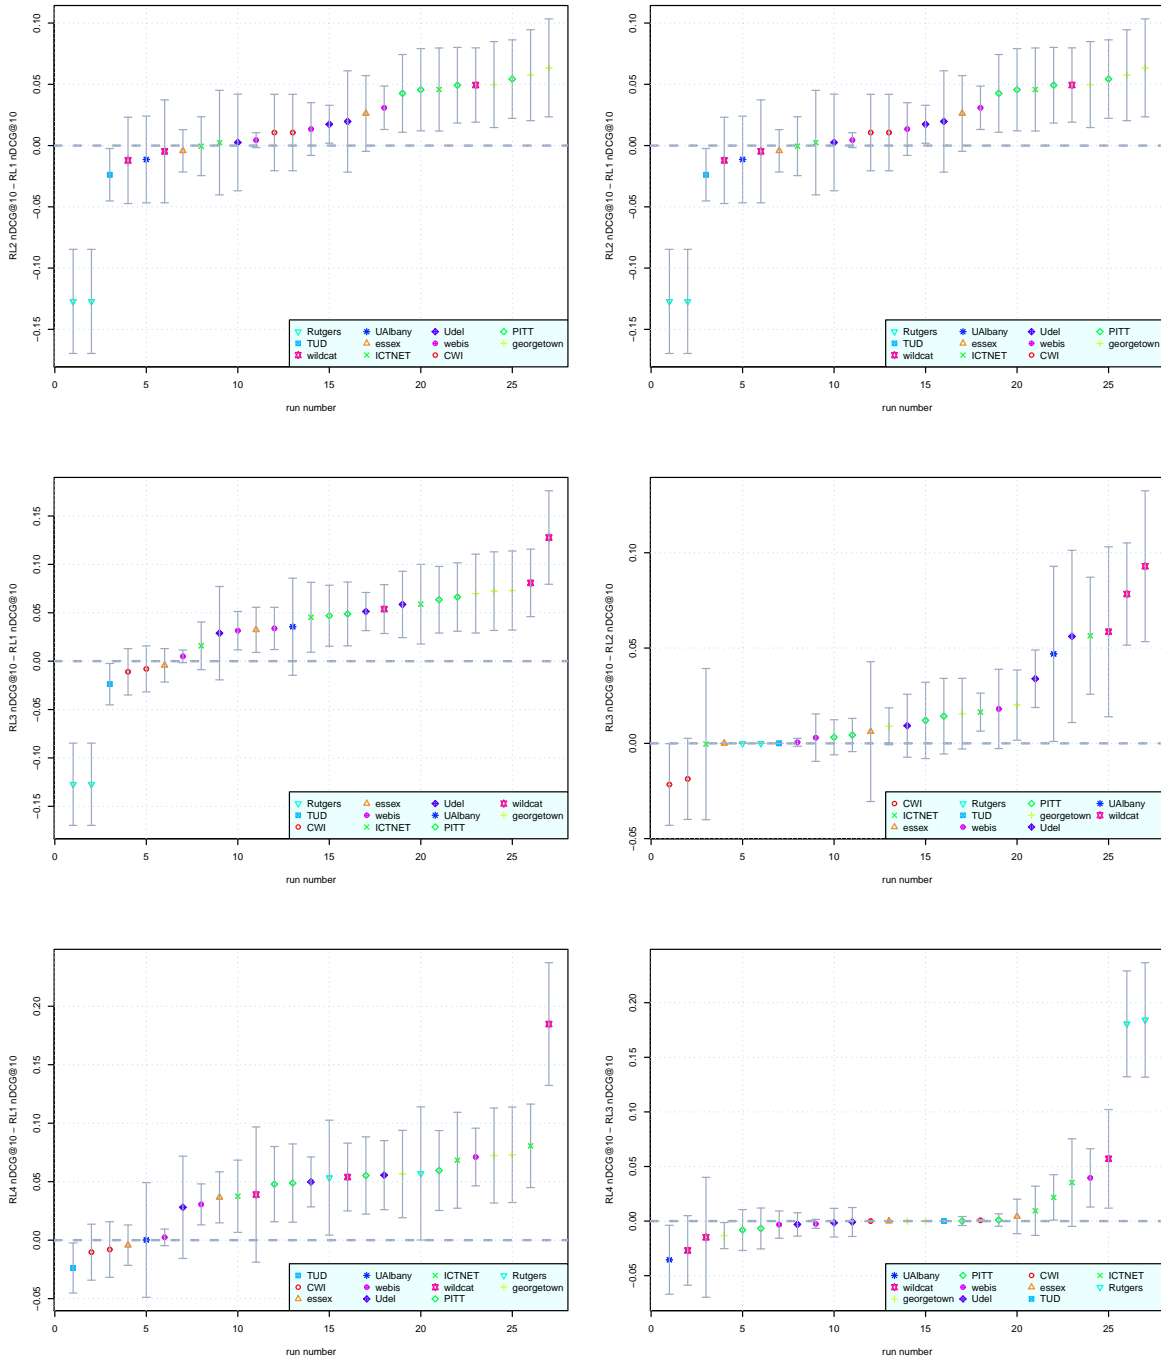 RL2 nDCG@10 − RL1 nDCG@10
0.10
0.05
0.00
−0.05
−0.10
−0.15
Rutgers UAlbany Udel PITT
TUD essex webis georgetown
wildcat ICTNET CWI
0 5 10 15 20 25
run number
RL2 nDCG@10 − RL1 nDCG@10
0.10
0.05
0.00
−0.05
−0.10
−0.15
Rutgers UAlbany Udel PITT
TUD essex webis georgetown
wildcat ICTNET CWI
0 5 10 15 20 25
run number
RL3 nDCG@10 − RL1 nDCG@10
0.15
0.10
0.05
0.00
−0.05
−0.10
−0.15
Rutgers essex Udel wildcat
TUD webis UAlbany georgetown
CWI ICTNET PITT
0 5 10 15 20 25
run number
RL3 nDCG@10 − RL2 nDCG@10
0.10
0.05
0.00
−0.05
CWI Rutgers PITT UAlbany
ICTNET TUD georgetown wildcat
essex webis Udel
0 5 10 15 20 25
run number
RL4 nDCG@10 − RL1 nDCG@10
0.20
0.15
0.10
0.05
0.00
−0.05
TUD UAlbany ICTNET Rutgers
CWI webis wildcat georgetown
essex Udel PITT
0 5 10 15 20 25
run number
RL4 nDCG@10 − RL3 nDCG@10
0.20
0.15
0.10
0.05
0.00
−0.05
UAlbany PITT CWI ICTNET
wildcat webis essex Rutgers
georgetown Udel TUD
0 5 10 15 20 25
run number